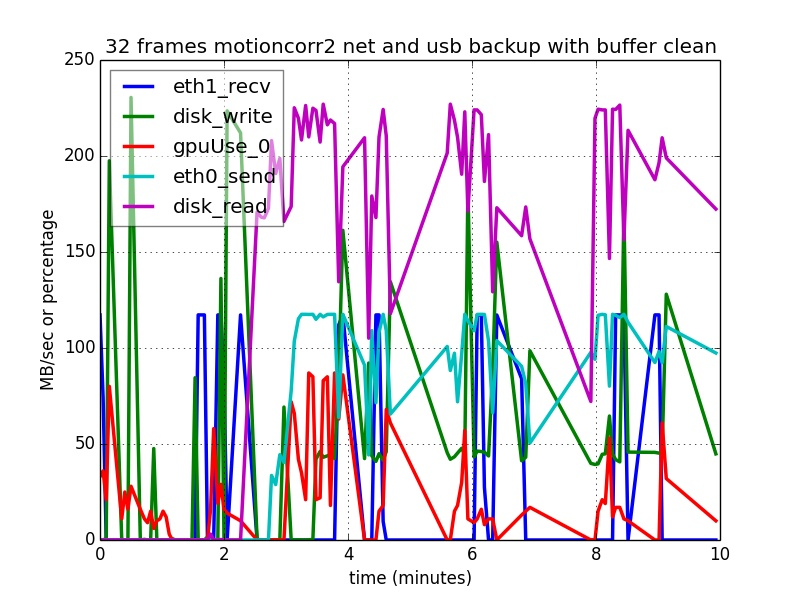 32 frames motioncorr2 net and usb backup with buffer clean
250
200
150
100
50
0
MB/sec or percentage
eth1_recv
disk_write
gpuUse_0
eth0_send
disk_read
0 2 4 6 8 10
time (minutes)